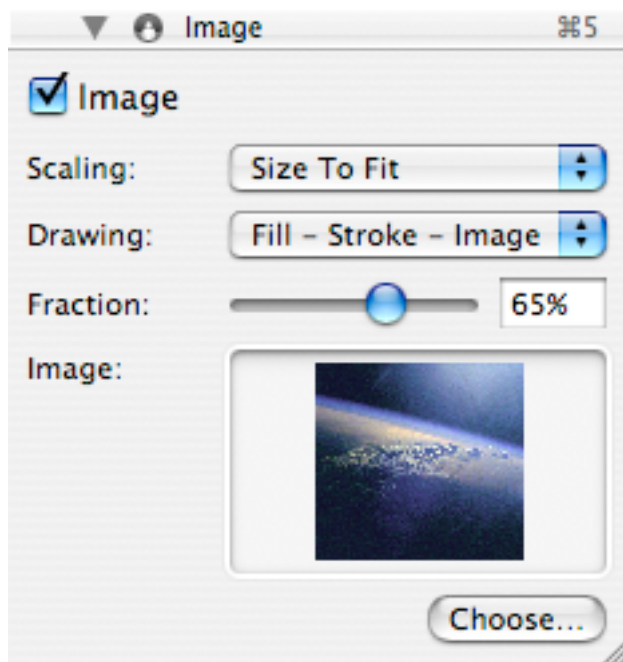 Image ⌘5
Image
Scaling: Size To Fit
Drawing: Fill – Stroke – Image
Fraction: 65%
Image:
Choose...